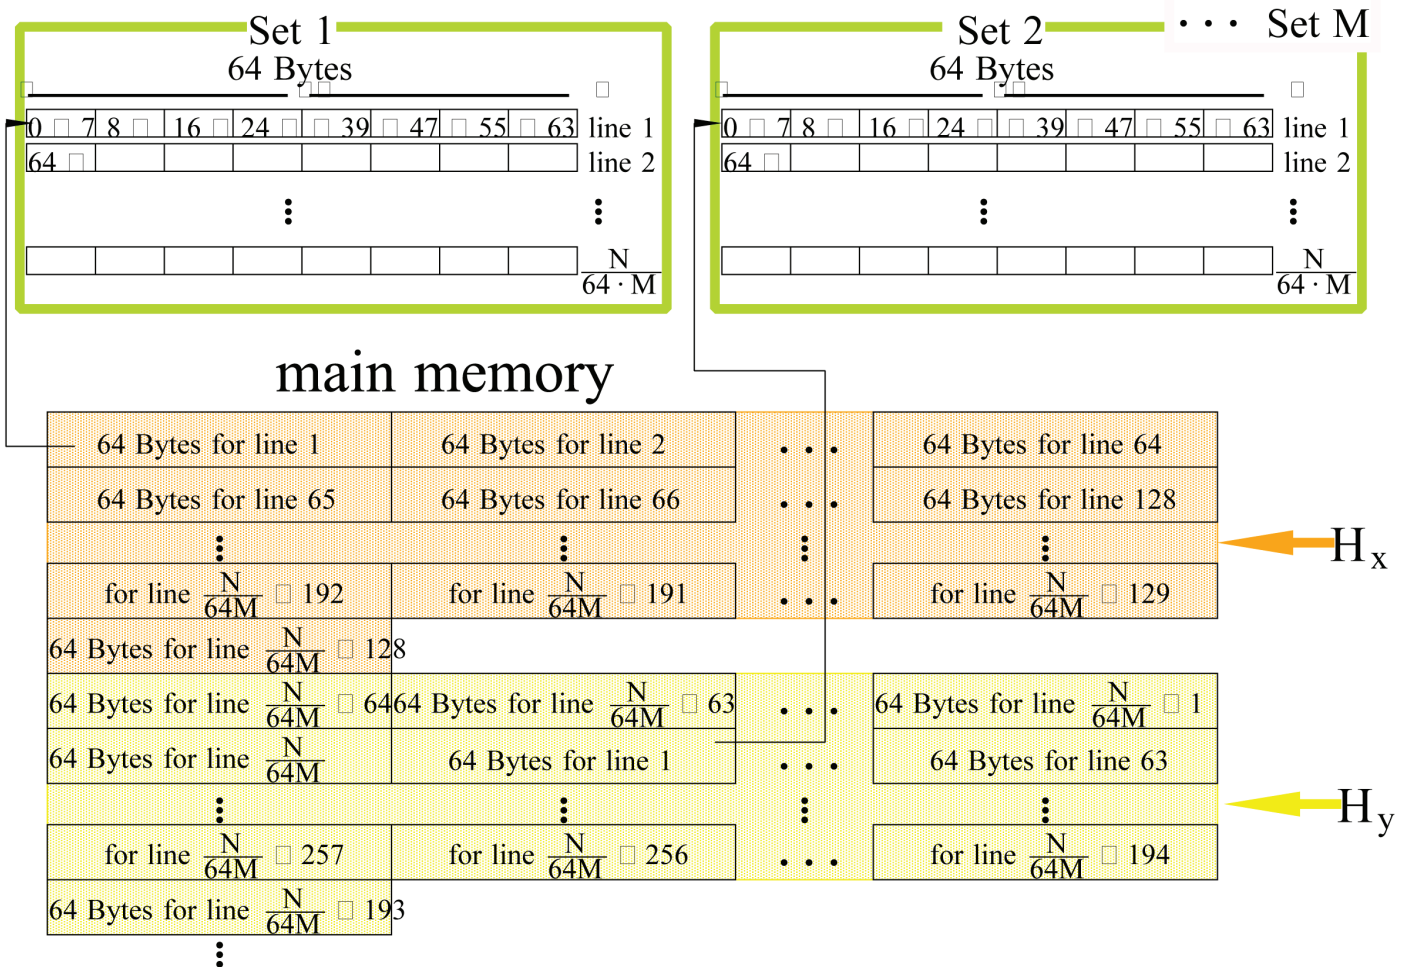 Set 1
Set 2
• • • Set M
64 Bytes
64 Bytes
0 □ 7 8 □ 16 □ 24 □ □ 39 □ 47 □ 55 □ 63 line 1
0 □ 7 8 □ 16 □ 24 □ □ 39 □ 47 □ 55 □ 63 line 1
64 □ line 2
64 □ line 2
N
64 · M
N
64 · M
main memory
64 Bytes for line 1 64 Bytes for line 2 • • • 64 Bytes for line 64
64 Bytes for line 65 64 Bytes for line 66 • • • 64 Bytes for line 128
Hx
for line N/64M □ 192 for line N/64M □ 191 • • • for line N/64M □ 129
64 Bytes for line N/64M □ 128
64 Bytes for line N/64M □ 64 64 Bytes for line N/64M □ 63 • • • 64 Bytes for line N/64M □ 1
64 Bytes for line N/64M 64 Bytes for line 1 • • • 64 Bytes for line 63
Hy
for line N/64M □ 257 for line N/64M □ 256 • • • for line N/64M □ 194
64 Bytes for line N/64M □ 193